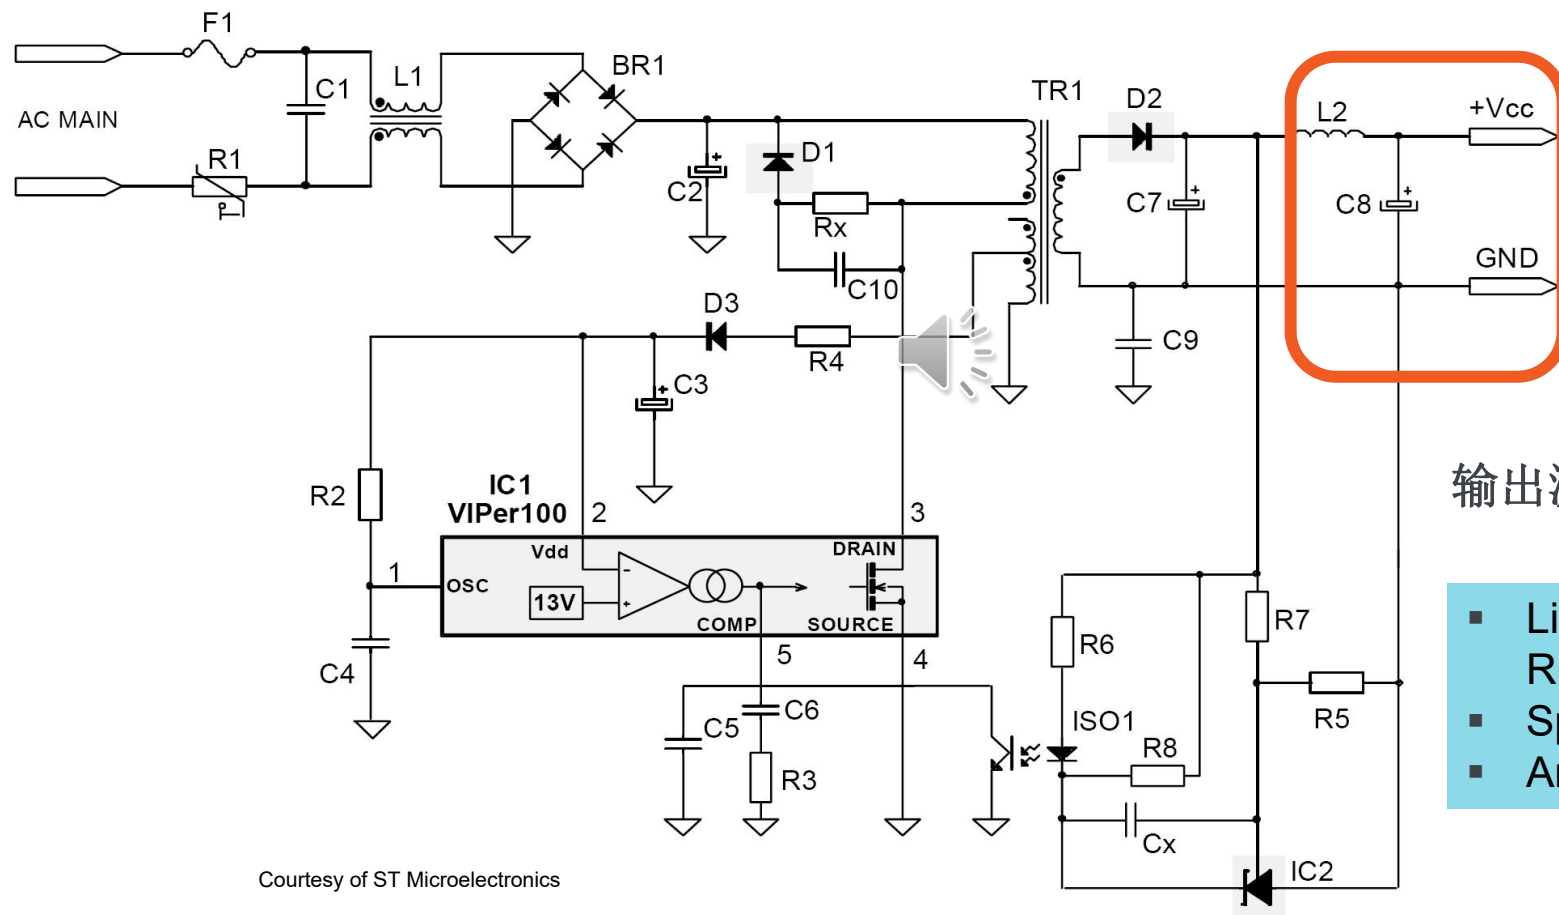 F1
BR1
L1
C1
TR1
D2
L2
+Vcc
AC MAIN
D1
R1
C2
C7
C8
Rx
GND
C10
D3
C9
R4
C3
R2
IC1
VIPer100
2
3
Vdd
DRAIN
1
OSC
13V
COMP
SOURCE
R7
R6
5
4
C4
C6
C5
R5
ISO1
R8
R3
Cx
IC2
输出
Courtesy of ST Microelectronics